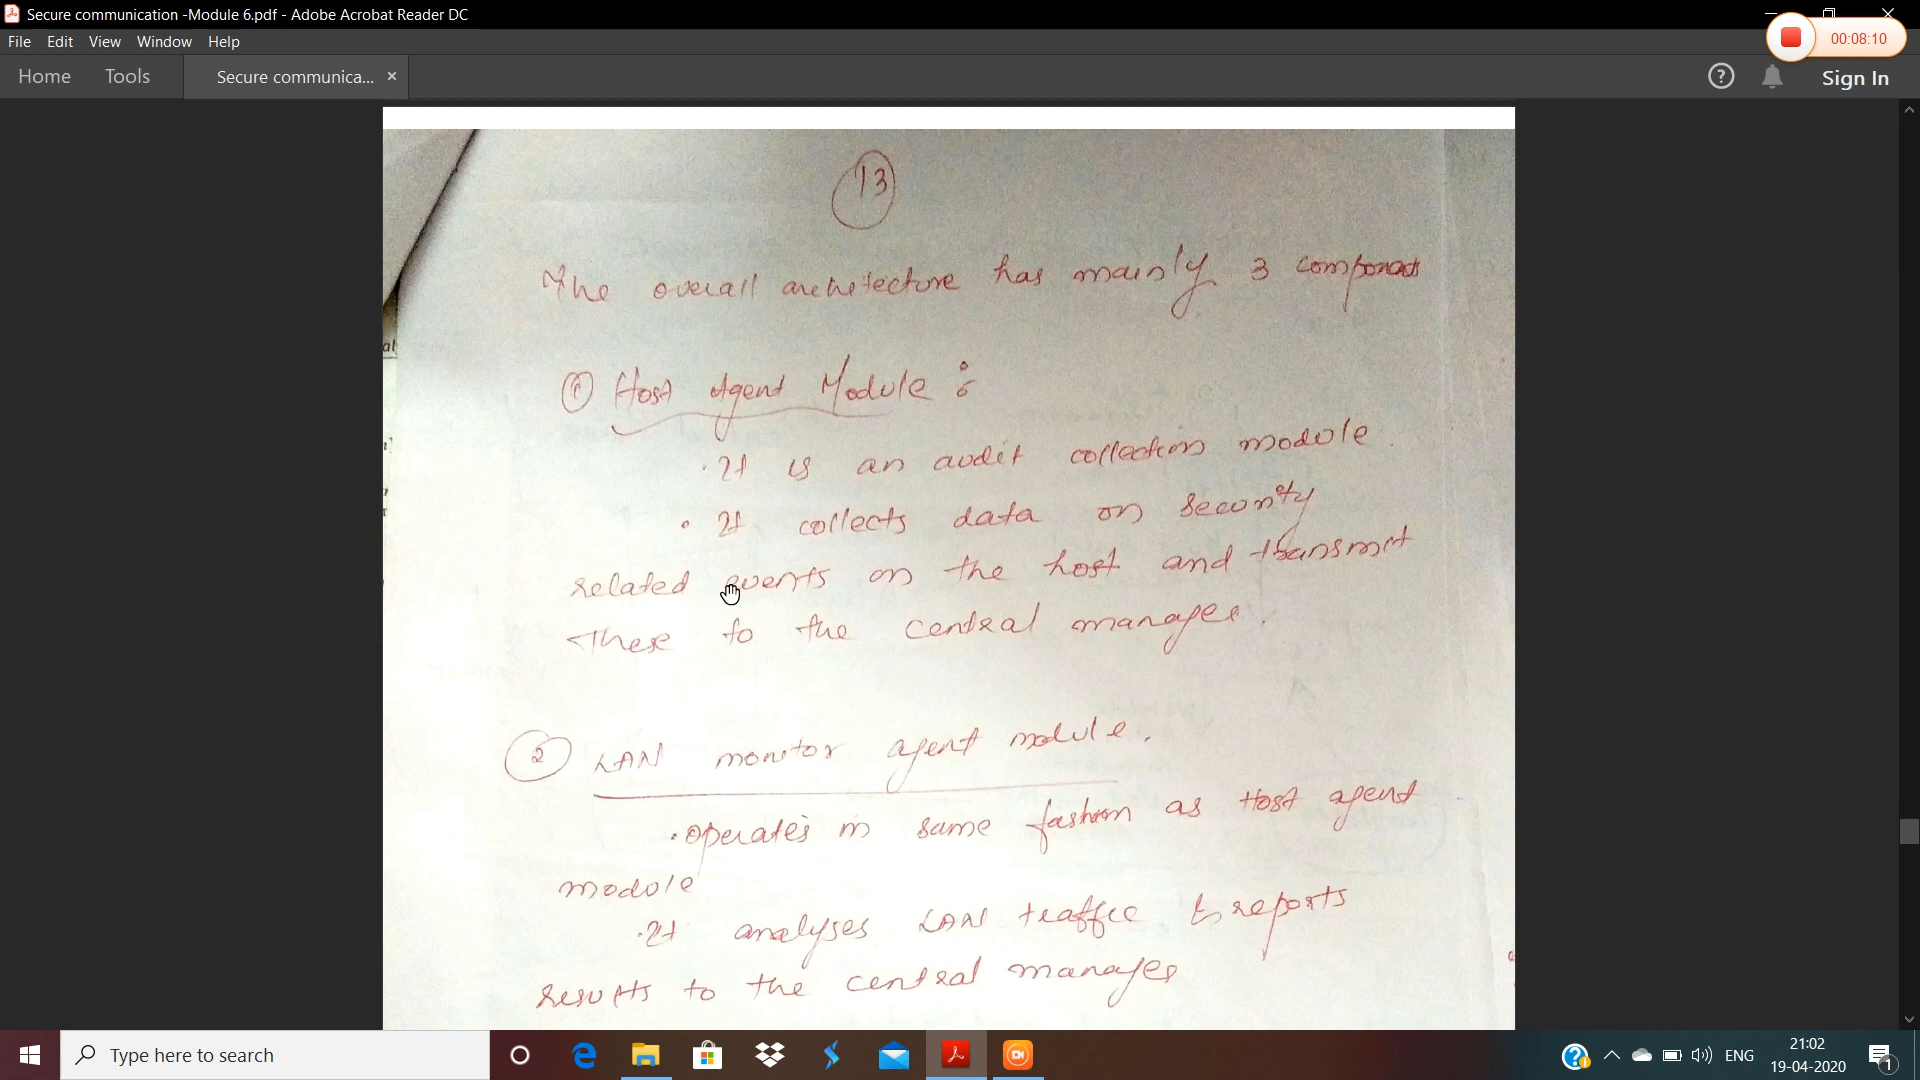 Secure communication -Module 6.pdf - Adobe Acrobat Reader DC
File Edit View Window Help
00:08:10
Home Tools Secure communica... × Sign In
13
The overall architecture has mainly 3 components
① Host Agent Module :
· It is an audit collection module.
· It collects data on security
related events on the host and transmit
these to the central manager.
② LAN monitor agent module.
· operates in same fashion as Host agent
module
· It analyses LAN traffic & reports
results to the central manager
Type here to search
ENG
21:02
19-04-2020
1